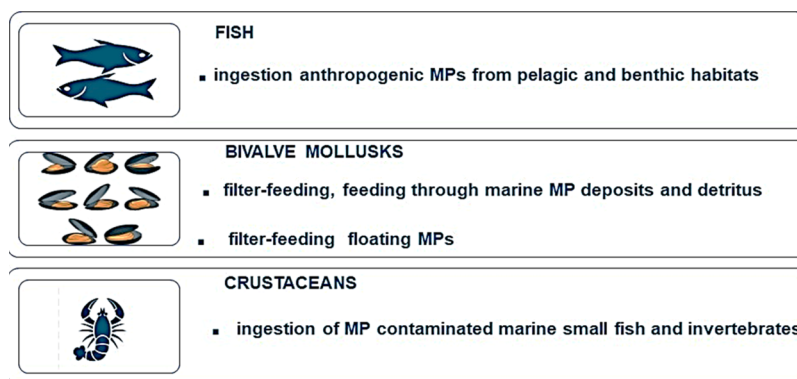 FISH
▪ ingestion anthropogenic MPs from pelagic and benthic habitats
BIVALVE MOLLUSKS
▪ filter-feeding, feeding through marine MP deposits and detritus
▪ filter-feeding floating MPs
CRUSTACEANS
▪ ingestion of MP contaminated marine small fish and invertebrates